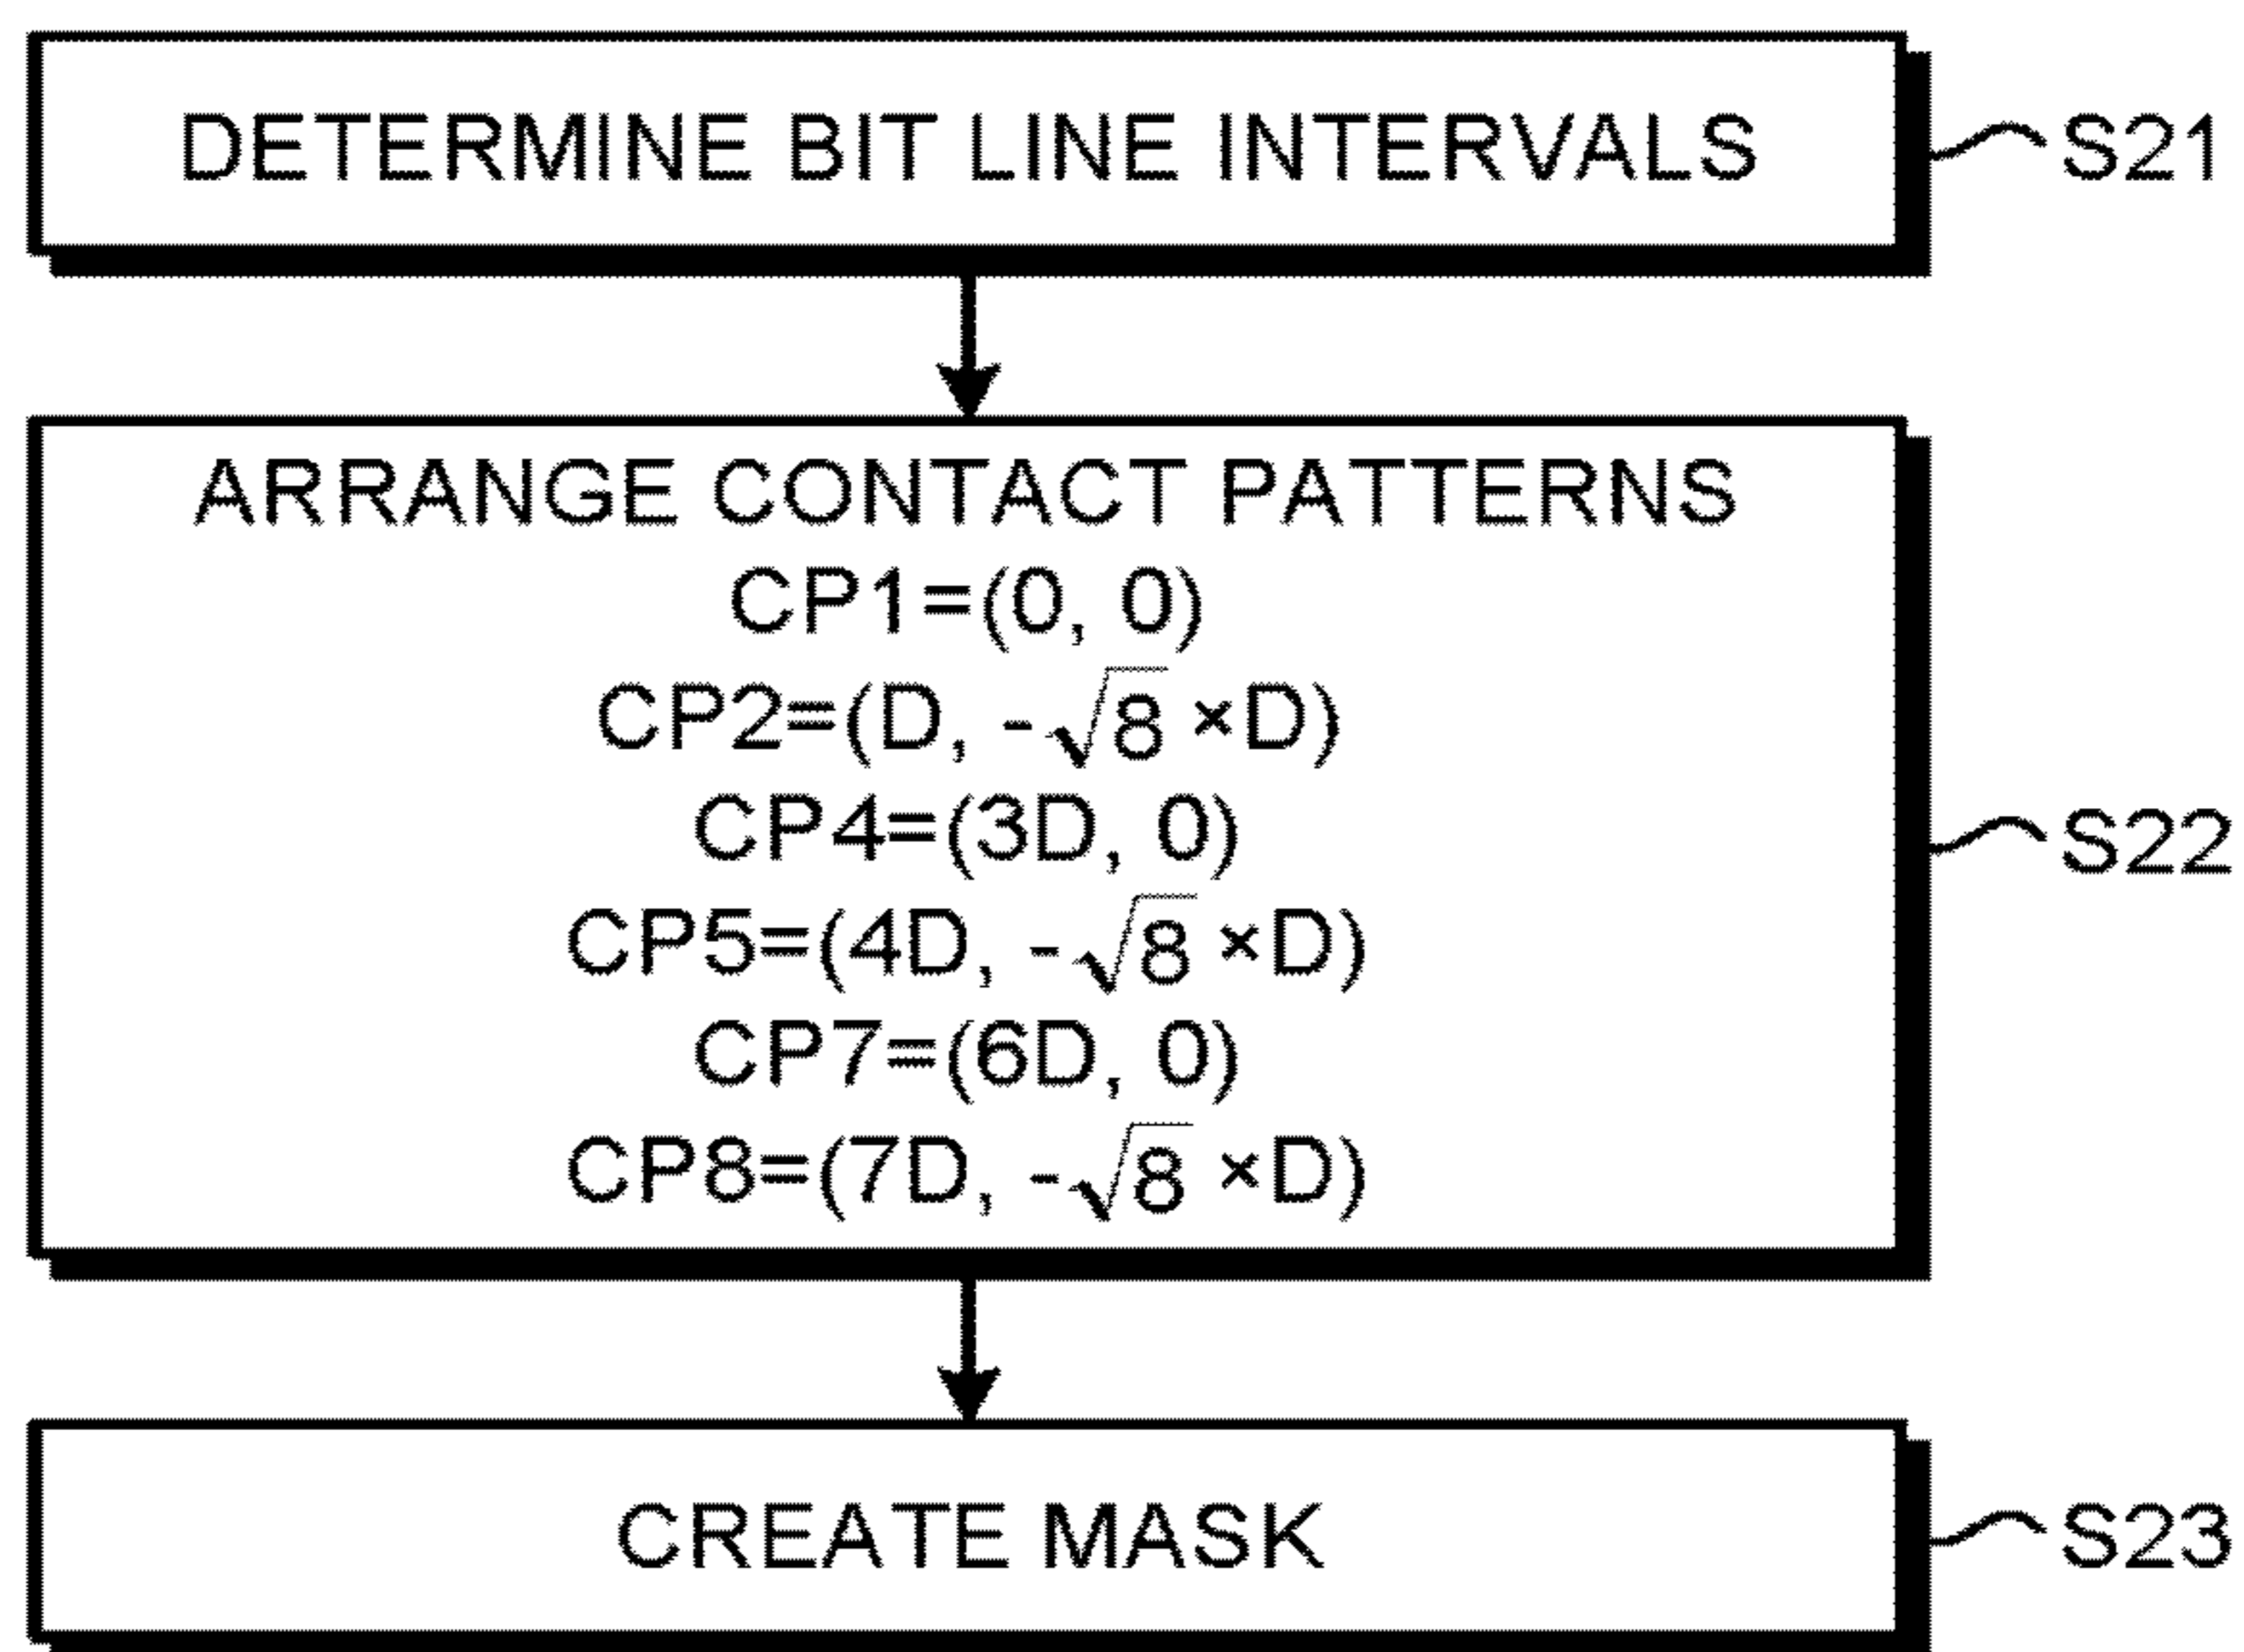 DETERMINE BIT LINE INTERVALS
S21
ARRANGE CONTACT PATTERNS
CP1=(0, 0)
CP2=(D, -√8 ×D)
CP4=(3D, 0)
CP5=(4D, -√8 ×D)
CP7=(6D, 0)
CP8=(7D, -√8 ×D)
S22
CREATE MASK
S23